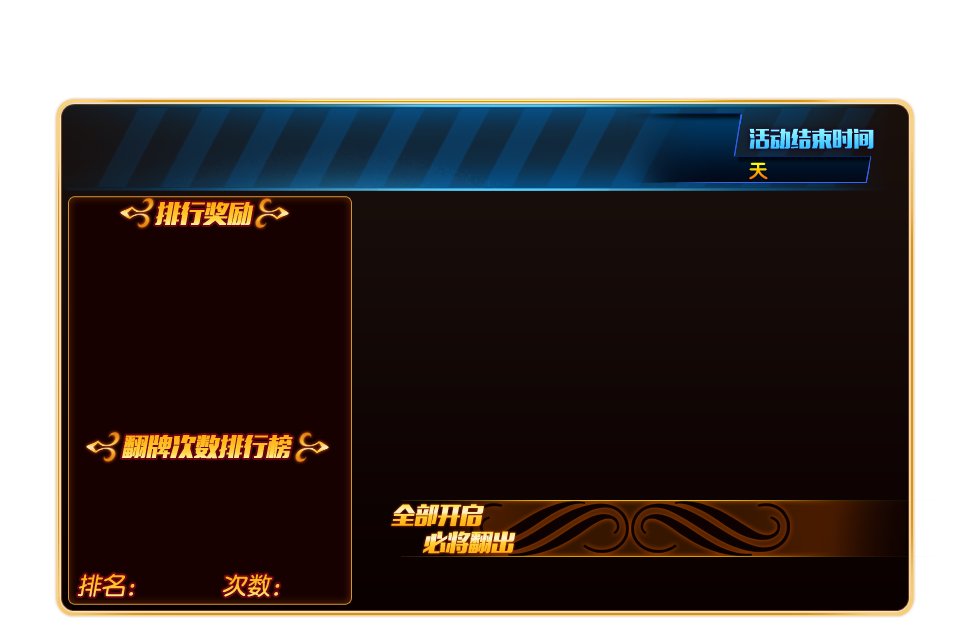 活动结束时间
天
排行奖励
翻牌次数排行榜
全部开启
必将翻出
排名: 次数: